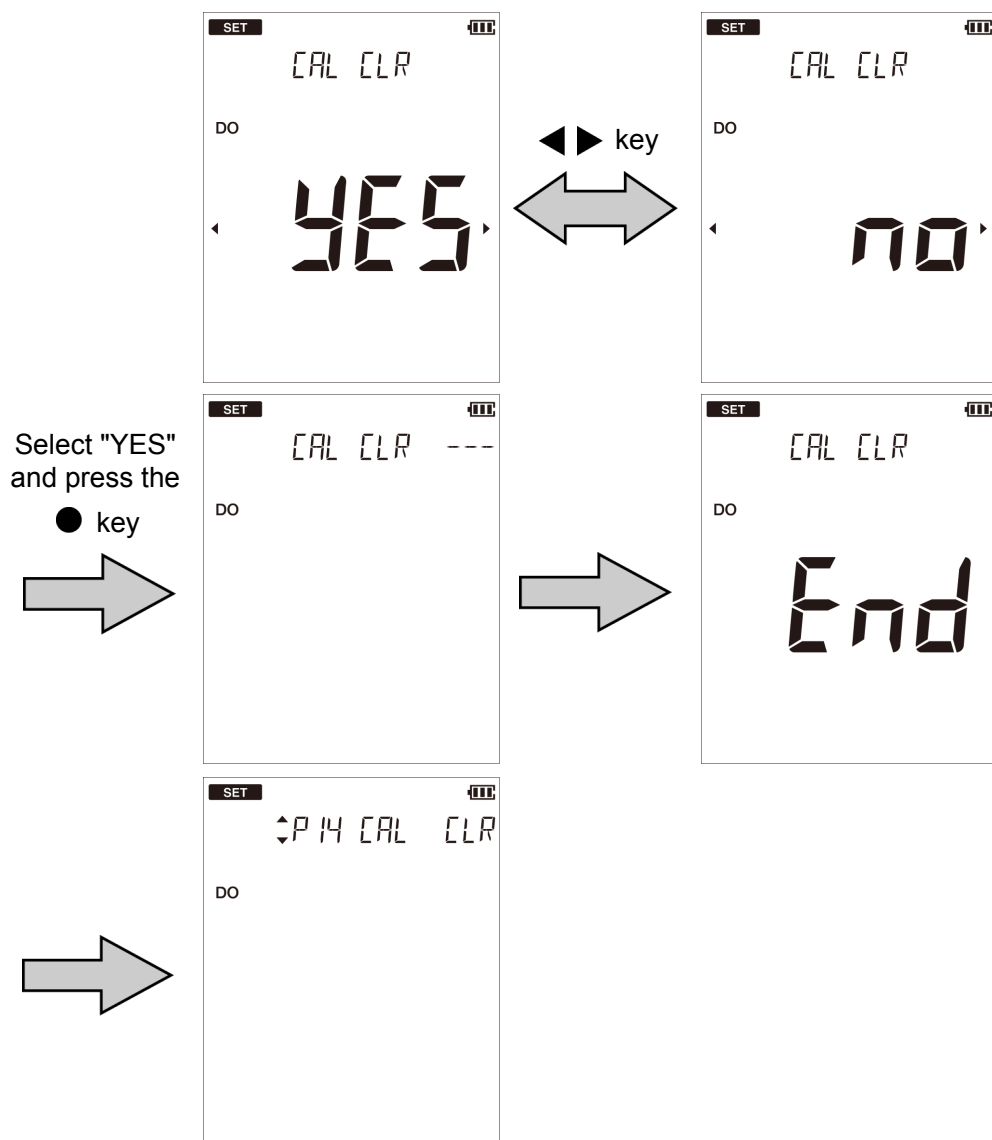 SET
CAL CLR
DO
YES
◀ ▶ key
SET
CAL CLR
DO
no
Select "YES"
and press the
● key
SET
CAL CLR ---
DO
SET
CAL CLR
DO
End
SET
P14 CAL CLR
DO